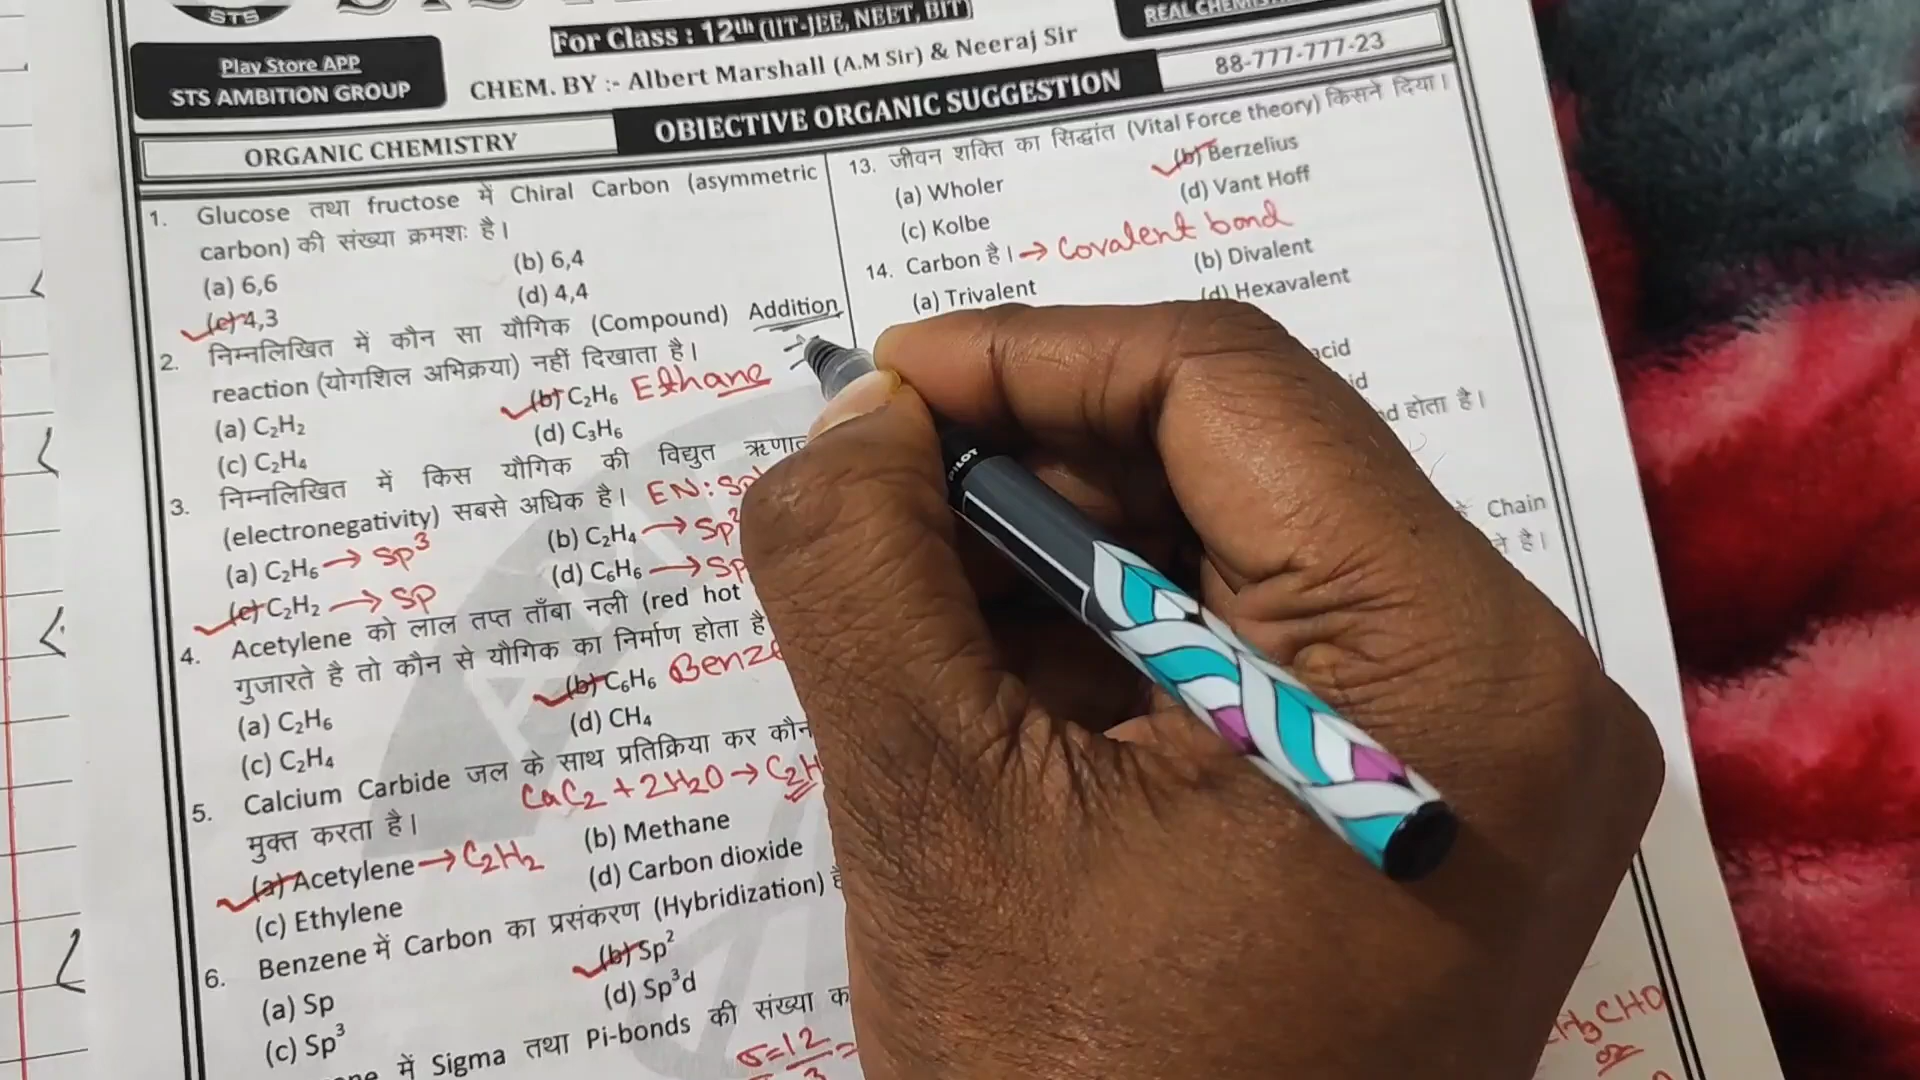 STS
For Class : 12th (IIT-JEE, NEET, BIT)
Play Store APP
STS AMBITION GROUP
CHEM. BY :- Albert Marshall (A.M Sir) & Neeraj Sir
88-777-777-23
ORGANIC CHEMISTRY
OBJECTIVE ORGANIC SUGGESTION
1. Glucose तथा fructose में Chiral Carbon (asymmetric
carbon) की संख्या क्रमशः है।
(a) 6,6
(b) 6,4
(c) 4,3
(d) 4,4
2. निम्नलिखित में कौन सा यौगिक (Compound) Addition
reaction (योगशिल अभिक्रया) नहीं दिखाता है।
(a) C₂H₂
(b) C₂H₆ Ethane
(c) C₂H₄
(d) C₃H₆
3. निम्नलिखित में किस यौगिक की विद्युत
(electronegativity) सबसे अधिक है। EN:
(a) C₂H₆ → Sp³
(b) C₂H₄ → Sp²
(c) C₂H₂ → SP
(d) C₆H₆ →
4. Acetylene को लाल तप्त ताँबा नली (red hot
गुजारते है तो कौन से यौगिक का निर्माण होता है
(a) C₂H₆
(b) C₆H₆
(c) C₂H₄
(d) CH₄
5. Calcium Carbide जल के साथ प्रतिक्रिया कर कौन
मुक्त करता है।
CaC₂ + 2H₂O →
(a) Acetylene → C₂H₂
(b) Methane
(c) Ethylene
(d) Carbon dioxide
6. Benzene में Carbon का प्रसंकरण (Hybridization)
(a) Sp
(b) Sp²
(c) Sp³
(d) Sp³d
में Sigma तथा Pi-bonds की संख्या
σ=12
3
13. जीवन शक्ति का सिद्धांत (Vital Force theory) किसने दिया।
(a) Wholer
(b) Berzelius
(c) Kolbe
(d) Vant Hoff
14. Carbon है। → Covalent bond
(a) Trivalent
(b) Divalent
(d) Hexavalent
होता है।
Chain
है।
CHO
or
PILOT